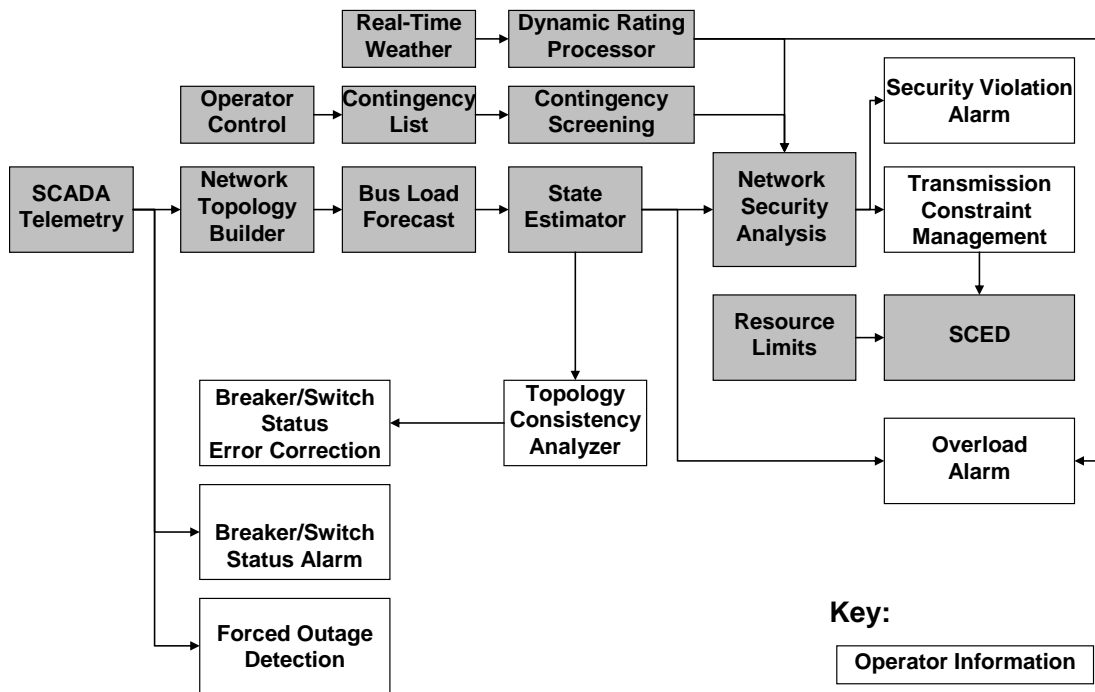 Real-Time
Weather
Dynamic Rating
Processor
Operator
Control
Contingency
List
Contingency
Screening
Security Violation
Alarm
SCADA
Telemetry
Network
Topology
Builder
Bus Load
Forecast
State
Estimator
Network
Security
Analysis
Transmission
Constraint
Management
Resource
Limits
SCED
Breaker/Switch
Status
Error Correction
Topology
Consistency
Analyzer
Overload
Alarm
Breaker/Switch
Status Alarm
Forced Outage
Detection
Key:
Operator Information